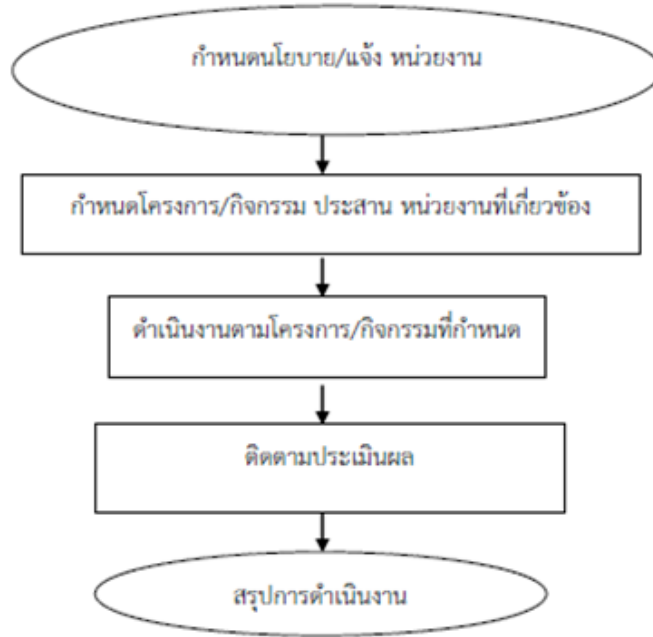 กำหนดนโยบาย/แจ้ง หน่วยงาน
กำหนดโครงการ/กิจกรรม ประสาน หน่วยงานที่เกี่ยวข้อง
ดำเนินงานตามโครงการ/กิจกรรมที่กำหนด
ติดตามประเมินผล
สรุปการดำเนินงาน